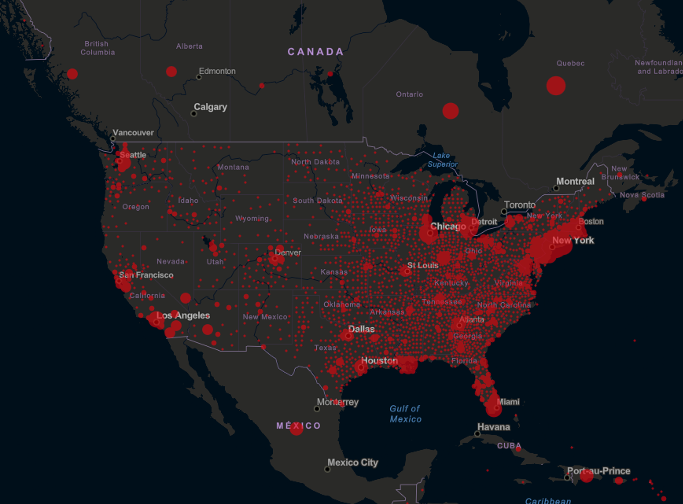 British
Columbia
Alberta
CANADA
Edmonton
Calgary
Ontario
Quebec
Newfoundlan
and Labrado
Vancouver
Seattle
Lake
Superior
Montreal
New
Brunswick
Nova Scotia
Toronto
Montana
North Dakota
Minnesota
Wisconsin
Oregon
Idaho
South Dakota
Wyoming
Detroit
New York
Boston
Chicago
Iowa
New York
Nebraska
Ohio
Nevada
Utah
Denver
St Louis
San Francisco
Kansas
Kentucky
Virginia
California
Tennessee
North Carolina
Oklahoma
Arkansas
Los Angeles
New Mexico
Atlanta
Dallas
Georgia
Texas
Houston
Florida
Monterrey
Gulf of
Mexico
Miami
MÉXICO
Havana
CUBA
Mexico City
Port-au-Prince
Caribbean